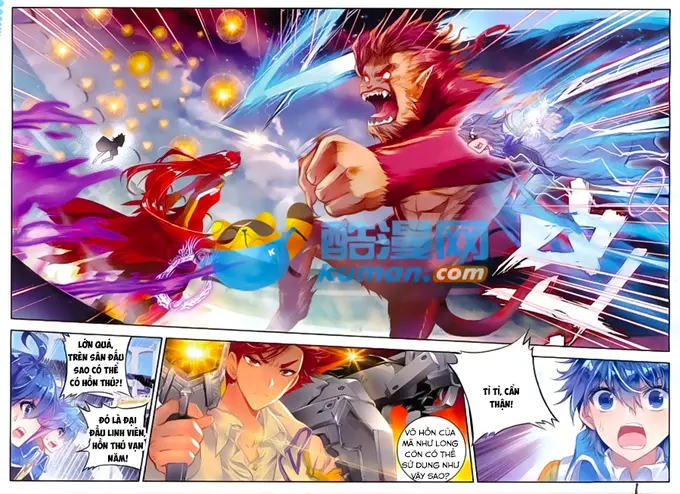 酷漫网
kuman.com
K
LỚN QUÁ,
TRÊN SÂN ĐẤU
SAO CÓ THỂ
CÓ HỒN THÚ?!
ĐÓ LÀ ĐẠI
ĐẦU LINH VIÊN,
HỒN THÚ VẠN
NĂM!
VÕ HỒN CỦA
MÃ NHƯ LONG
CÒN CÓ THỂ
SỬ DỤNG NHƯ
VẬY SAO?
TỈ TỈ, CẨN
THẬN!